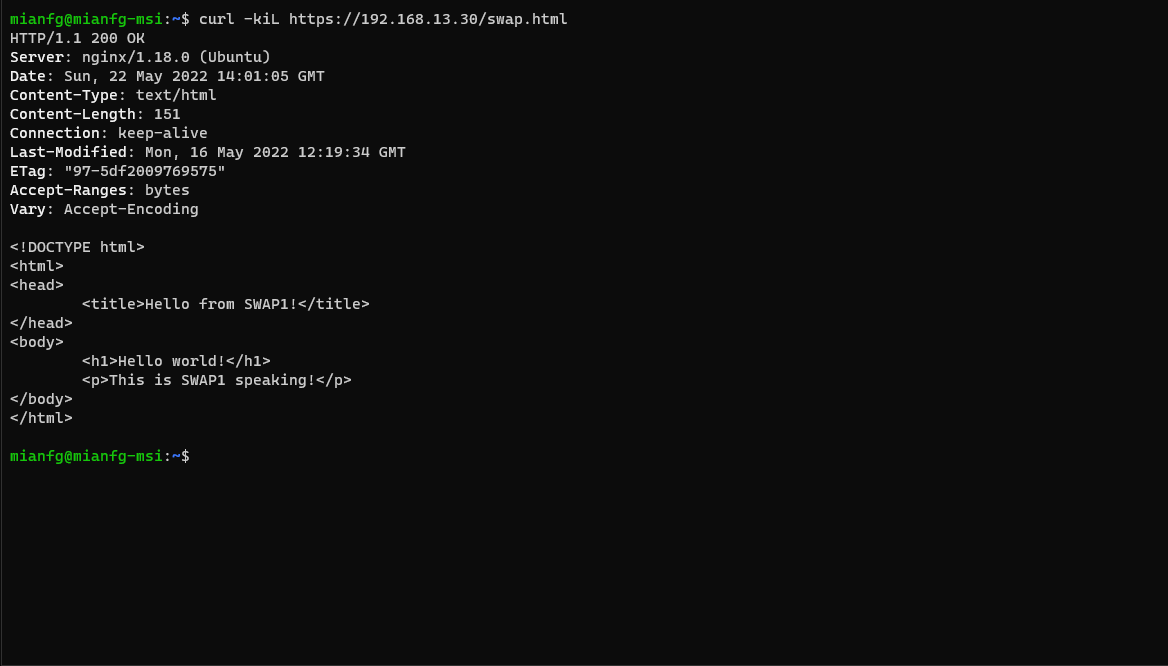 mianfg@mianfg-msi:~$ curl -kiL https://192.168.13.30/swap.html
HTTP/1.1 200 OK
Server: nginx/1.18.0 (Ubuntu)
Date: Sun, 22 May 2022 14:01:05 GMT
Content-Type: text/html
Content-Length: 151
Connection: keep-alive
Last-Modified: Mon, 16 May 2022 12:19:34 GMT
ETag: "97-5df2009769575"
Accept-Ranges: bytes
Vary: Accept-Encoding

<!DOCTYPE html>
<html>
<head>
        <title>Hello from SWAP1!</title>
</head>
<body>
        <h1>Hello world!</h1>
        <p>This is SWAP1 speaking!</p>
</body>
</html>

mianfg@mianfg-msi:~$